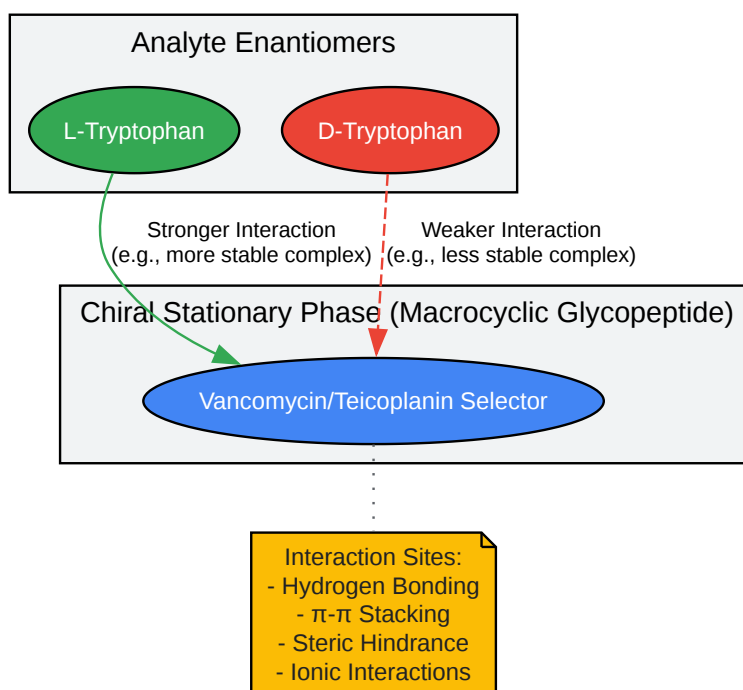 Analyte Enantiomers
L-Tryptophan
D-Tryptophan
Stronger Interaction
(e.g., more stable complex)
Weaker Interaction
(e.g., less stable complex)
Chiral Stationary Phase (Macrocyclic Glycopeptide)
Vancomycin/Teicoplanin Selector
Interaction Sites:
- Hydrogen Bonding
- π-π Stacking
- Steric Hindrance
- Ionic Interactions